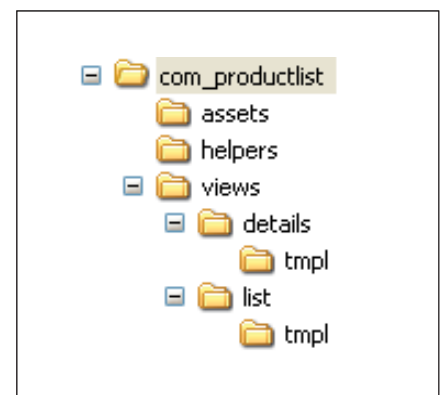 com_productlist
assets
helpers
views
details
tmpl
list
tmpl